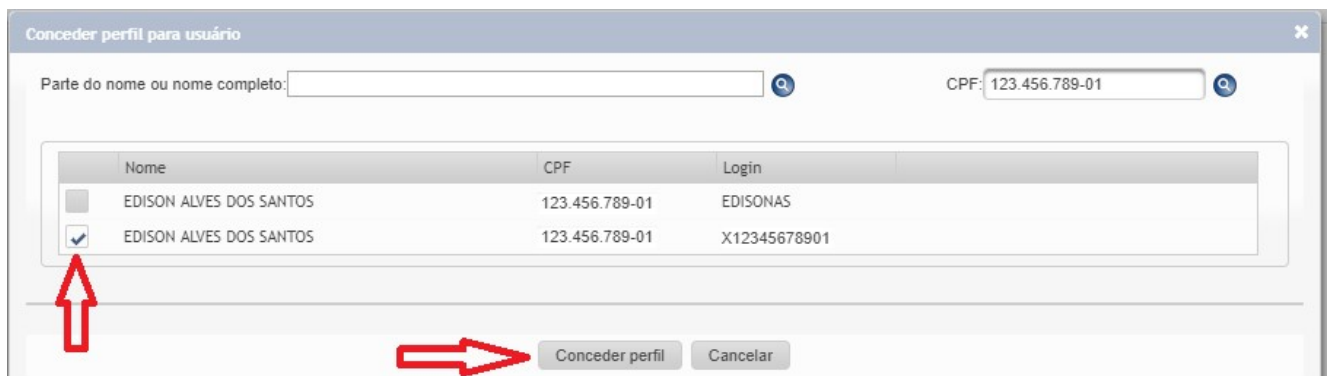 Conceder perfil para usuário
Parte do nome ou nome completo: CPF: 123.456.789-01
Nome CPF Login
EDISON ALVES DOS SANTOS 123.456.789-01 EDISONAS
EDISON ALVES DOS SANTOS 123.456.789-01 X12345678901
Conceder perfil Cancelar